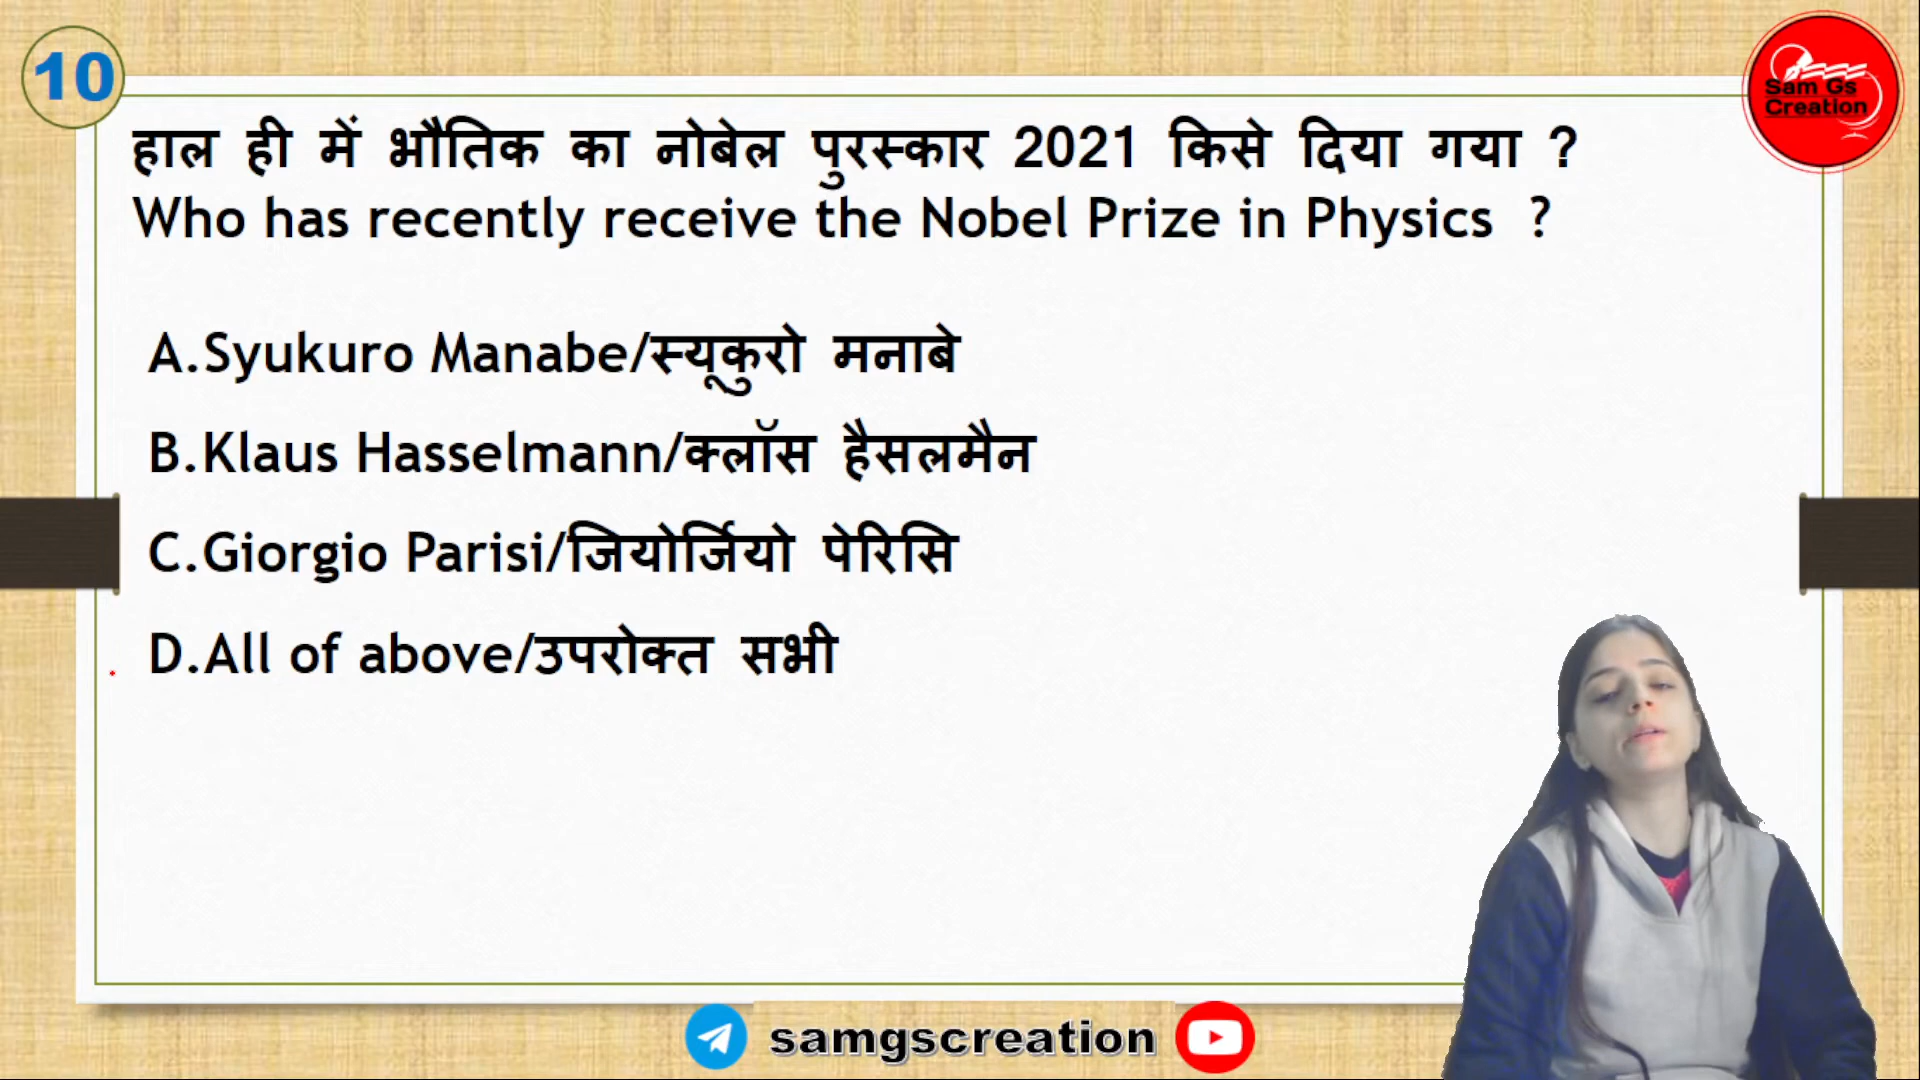 10
Sam Gs
Creation
हाल ही में भौतिक का नोबेल पुरस्कार 2021 किसे दिया गया ?
Who has recently receive the Nobel Prize in Physics ?
A.Syukuro Manabe/स्यूकुरो मनाबे
B.Klaus Hasselmann/क्लॉस हैसलमैन
C.Giorgio Parisi/जियोर्जियो पेरिसि
D.All of above/उपरोक्त सभी
samgscreation